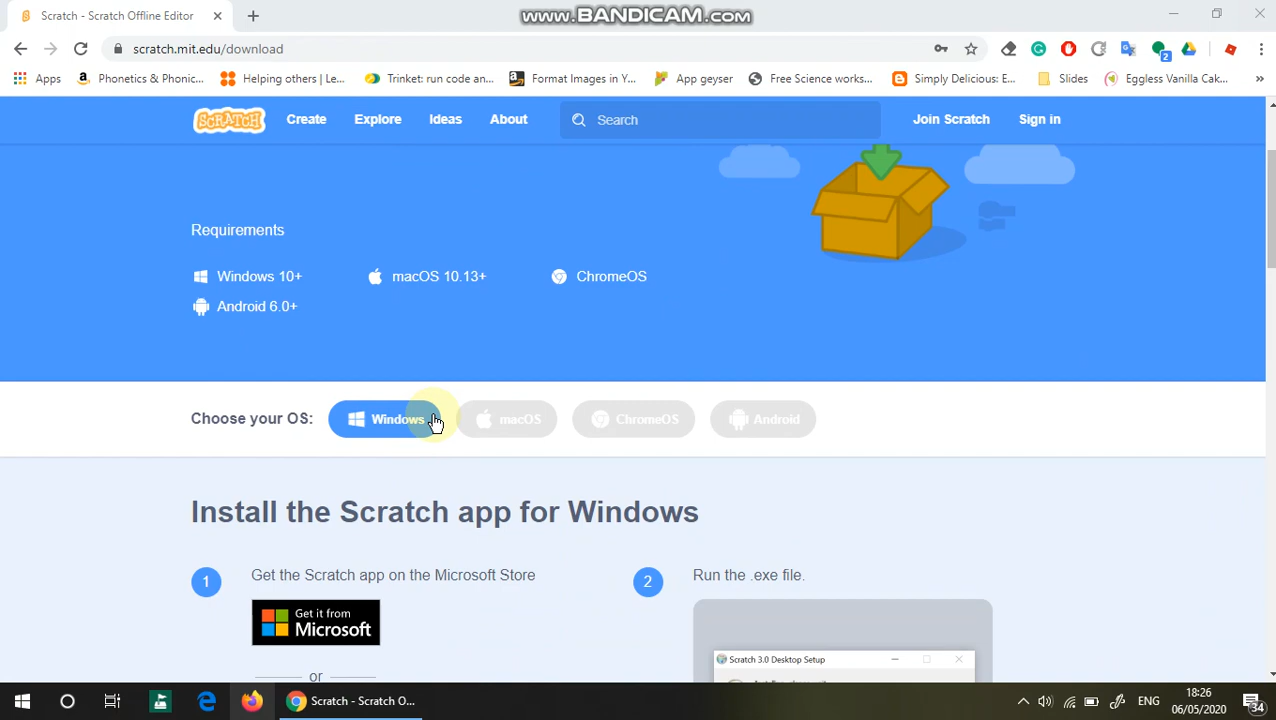 Scratch - Scratch Offline Editor
www.BANDICAM.com
scratch.mit.edu/download
2
Apps
Phonetics & Phonic...
Helping others | Le...
Trinket: run code an...
Format Images in Y...
App geyser
Free Science works...
Simply Delicious: E...
Slides
Eggless Vanilla Cak...
»
SCRATCH
Create
Explore
Ideas
About
Search
Join Scratch
Sign in
Requirements
Windows 10+
macOS 10.13+
ChromeOS
Android 6.0+
Choose your OS:
Windows
macOS
ChromeOS
Android
Install the Scratch app for Windows
1
Get the Scratch app on the Microsoft Store
2
Run the .exe file.
Get it from
Microsoft
or
Scratch 3.0 Desktop Setup
Scratch - Scratch O...
ENG
18:26
06/05/2020
34